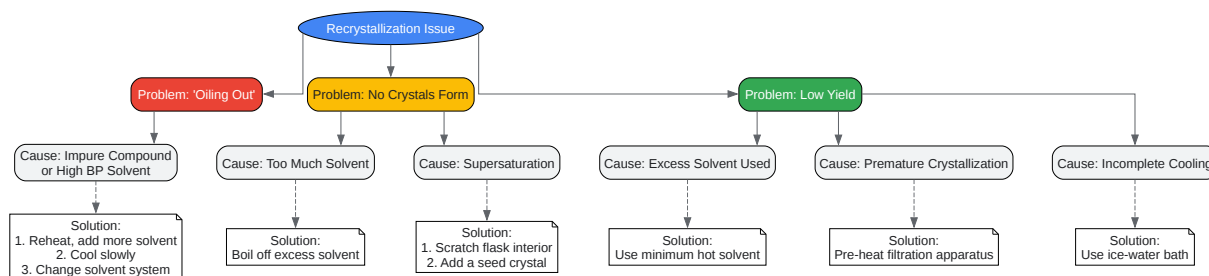 Recrystallization Issue
Problem: 'Oiling Out'
Problem: No Crystals Form
Problem: Low Yield
Cause: Impure Compound
or High BP Solvent
Cause: Too Much Solvent
Cause: Supersaturation
Cause: Excess Solvent Used
Cause: Premature Crystallization
Cause: Incomplete Cooling
Solution:
1. Reheat, add more solvent
2. Cool slowly
3. Change solvent system
Solution:
Boil off excess solvent
Solution:
1. Scratch flask interior
2. Add a seed crystal
Solution:
Use minimum hot solvent
Solution:
Pre-heat filtration apparatus
Solution:
Use ice-water bath